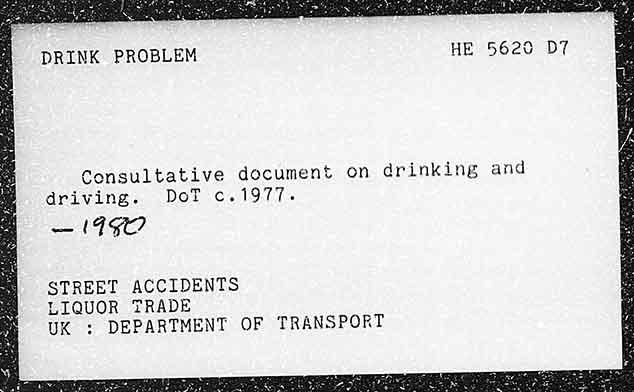 DRINK PROBLEM
HE 5620 D7
Consultative document on drinking and
driving. DoT c.1977.
— 1980
STREET ACCIDENTS
LIQUOR TRADE
UK : DEPARTMENT OF TRANSPORT